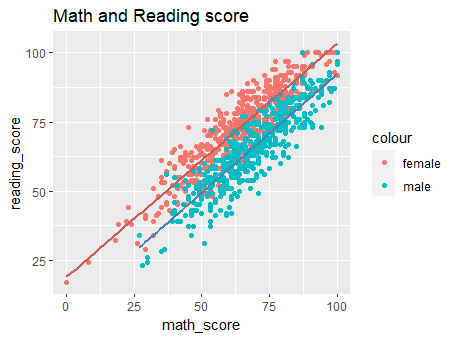 Math and Reading score
reading_score
100
75
50
25
0
25
50
75
100
math_score
colour
female
male